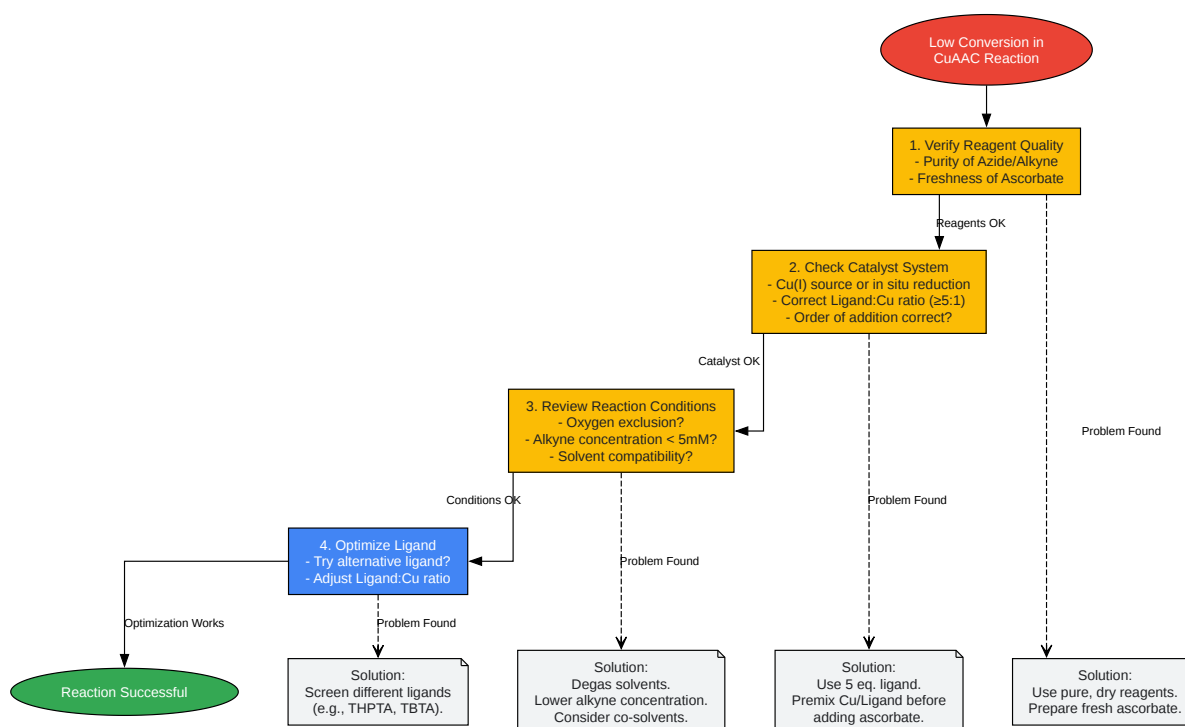 Low Conversion in
CuAAC Reaction
1. Verify Reagent Quality
- Purity of Azide/Alkyne
- Freshness of Ascorbate
Reagents OK
2. Check Catalyst System
- Cu(I) source or in situ reduction
- Correct Ligand:Cu ratio (≥5:1)
- Order of addition correct?
Catalyst OK
3. Review Reaction Conditions
- Oxygen exclusion?
- Alkyne concentration < 5mM?
- Solvent compatibility?
Problem Found
Conditions OK
Problem Found
4. Optimize Ligand
- Try alternative ligand?
- Adjust Ligand:Cu ratio
Problem Found
Optimization Works
Problem Found
Reaction Successful
Solution:
Screen different ligands
(e.g., THPTA, TBTA).
Solution:
Degas solvents.
Lower alkyne concentration.
Consider co-solvents.
Solution:
Use 5 eq. ligand.
Premix Cu/Ligand before
adding ascorbate.
Solution:
Use pure, dry reagents.
Prepare fresh ascorbate.